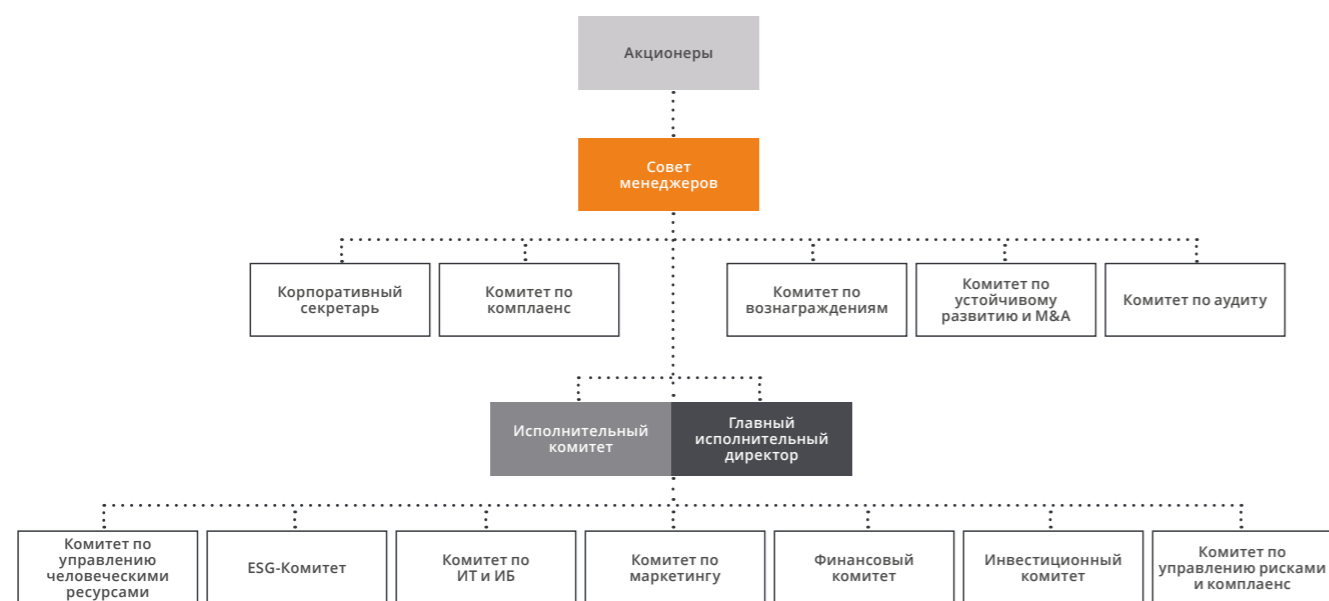 Акционеры
Совет
менеджеров
Корпоративный
секретарь
Комитет по
комплаенс
Комитет по
вознаграждениям
Комитет по
устойчивому
развитию и M&A
Комитет по аудиту
Исполнительный
комитет
Главный
исполнительный
директор
Комитет по
управлению
человеческими
ресурсами
ESG-Комитет
Комитет по
ИТ и ИБ
Комитет по
маркетингу
Финансовый
комитет
Инвестиционный
комитет
Комитет по
управлению рисками
и комплаенс